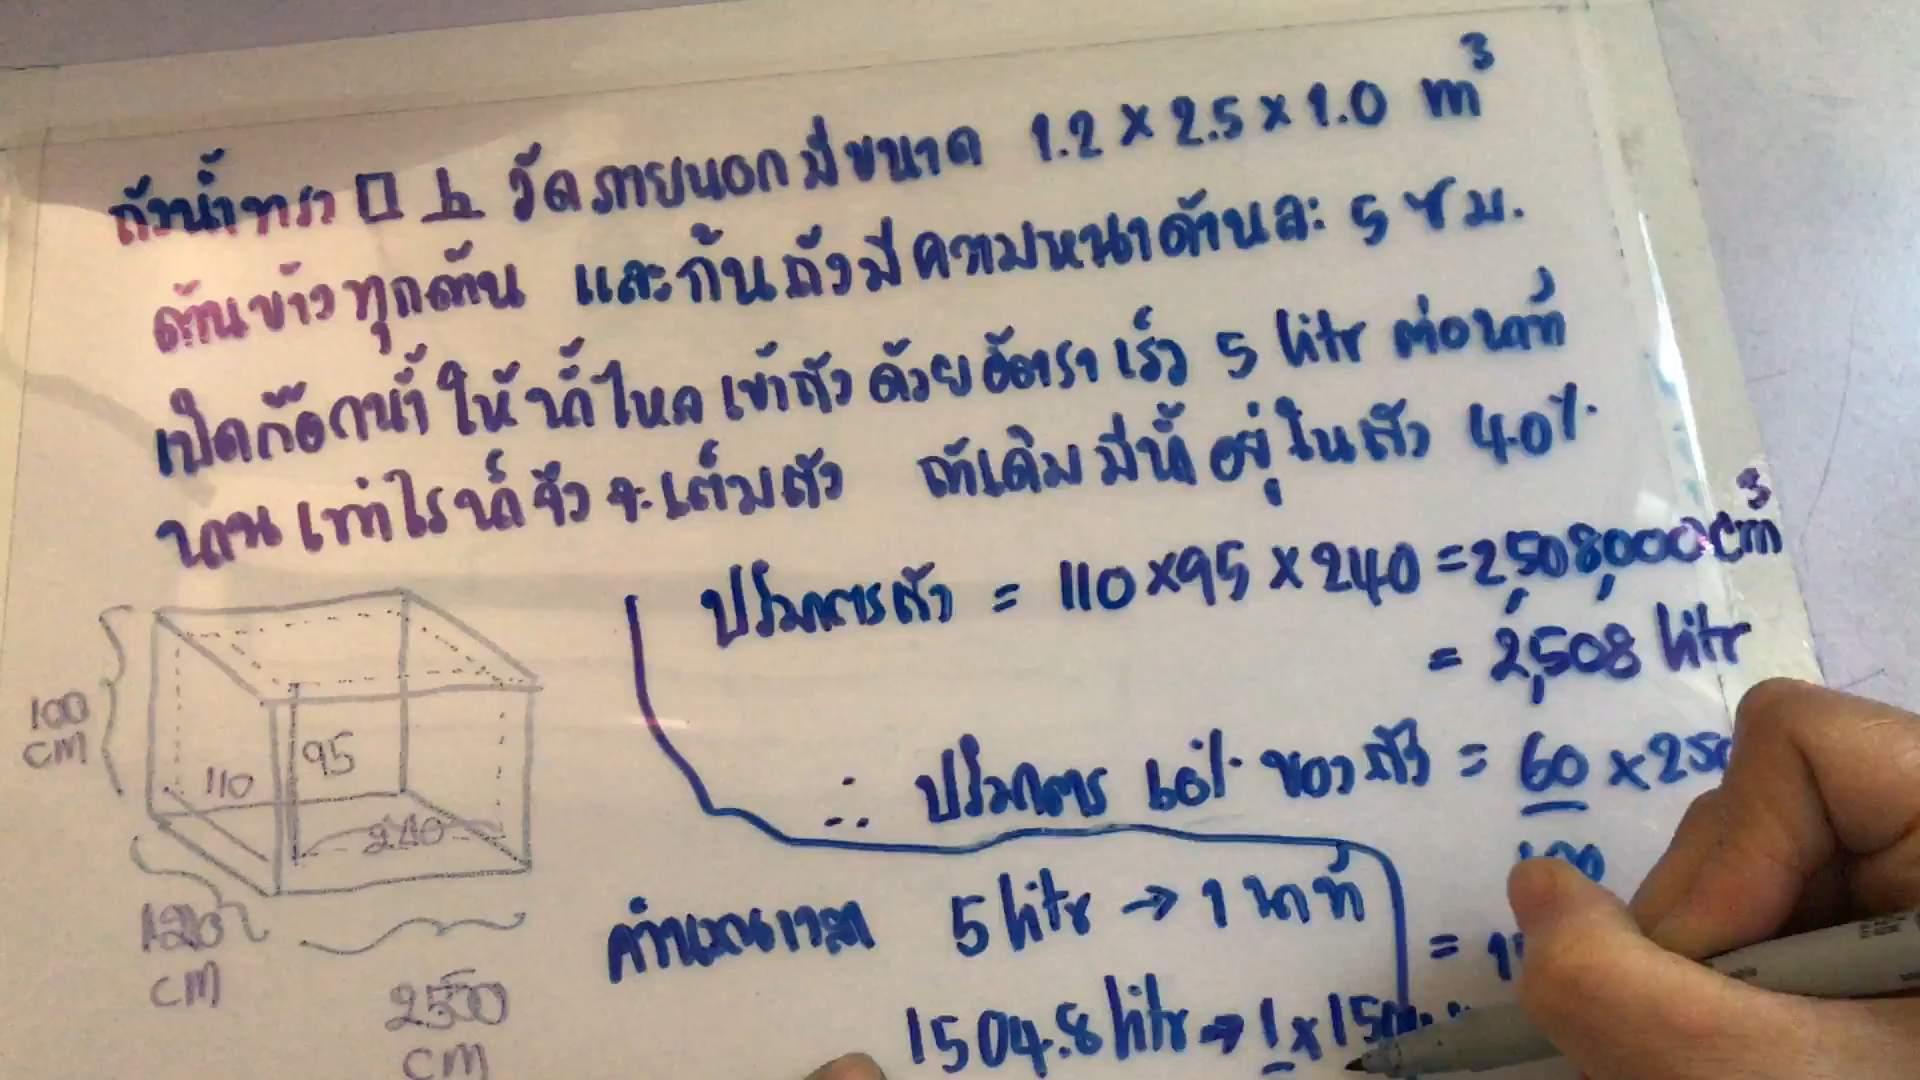 ถังน้ำทรง □ ⊥ วัดภายนอกมีขนาด 1.2 × 2.5 × 1.0 m³
ด้านข้างทุกด้าน และก้นถังมีความหนาด้านละ 5 ซม.
เปิดก๊อกน้ำให้น้ำไหลเข้าถังด้วยอัตราเร็ว 5 litr ต่อนาที
นานเท่าไรน้ำจึงจะเต็มถัง ถ้าเดิมมีน้ำอยู่ในถัง 40%
ปริมาตรถัง = 110 × 95 × 240 = 2,508,000 cm³
= 2,508 litr
∴ ปริมาตร 60% ของถัง = 60 × 250
100
คำนวณเวลา 5 litr → 1 นาที
=
1504.8 litr → 1 × 150
100
cm
110
95
240
120
cm
250
cm